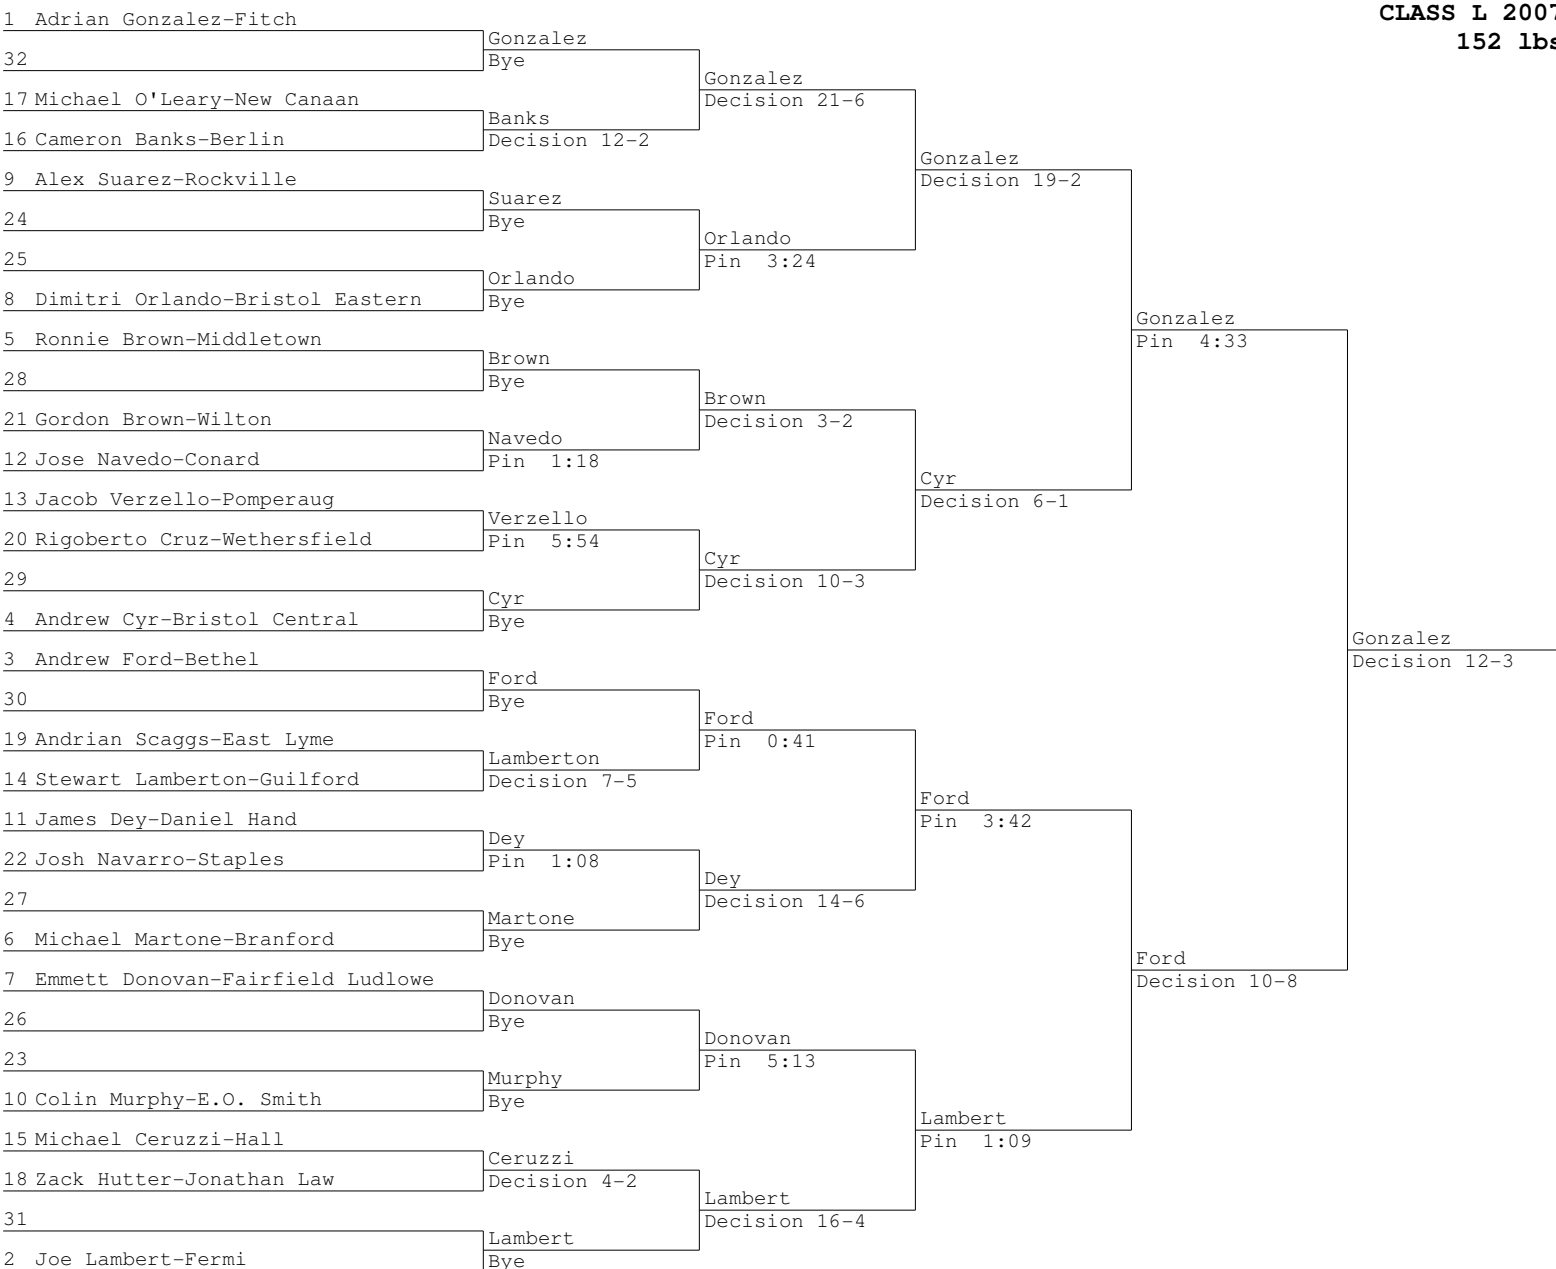 CLASS L 2007
152 lbs
1 Adrian Gonzalez-Fitch
32
17 Michael O'Leary-New Canaan
16 Cameron Banks-Berlin
9 Alex Suarez-Rockville
24
25
8 Dimitri Orlando-Bristol Eastern
5 Ronnie Brown-Middletown
28
21 Gordon Brown-Wilton
12 Jose Navedo-Conard
13 Jacob Verzello-Pomperaug
20 Rigoberto Cruz-Wethersfield
29
4 Andrew Cyr-Bristol Central
3 Andrew Ford-Bethel
30
19 Andrian Scaggs-East Lyme
14 Stewart Lamberton-Guilford
11 James Dey-Daniel Hand
22 Josh Navarro-Staples
27
6 Michael Martone-Branford
7 Emmett Donovan-Fairfield Ludlowe
26
23
10 Colin Murphy-E.O. Smith
15 Michael Ceruzzi-Hall
18 Zack Hutter-Jonathan Law
31
2 Joe Lambert-Fermi
Gonzalez
Bye
Banks
Decision 12-2
Suarez
Bye
Orlando
Bye
Brown
Bye
Navedo
Pin 1:18
Verzello
Pin 5:54
Cyr
Bye
Ford
Bye
Lamberton
Decision 7-5
Dey
Pin 1:08
Martone
Bye
Donovan
Bye
Murphy
Bye
Ceruzzi
Decision 4-2
Lambert
Bye
Gonzalez
Decision 21-6
Orlando
Pin 3:24
Brown
Decision 3-2
Cyr
Decision 10-3
Ford
Pin 0:41
Dey
Decision 14-6
Donovan
Pin 5:13
Lambert
Decision 16-4
Gonzalez
Decision 19-2
Cyr
Decision 6-1
Ford
Pin 3:42
Lambert
Pin 1:09
Gonzalez
Pin 4:33
Ford
Decision 10-8
Gonzalez
Decision 12-3